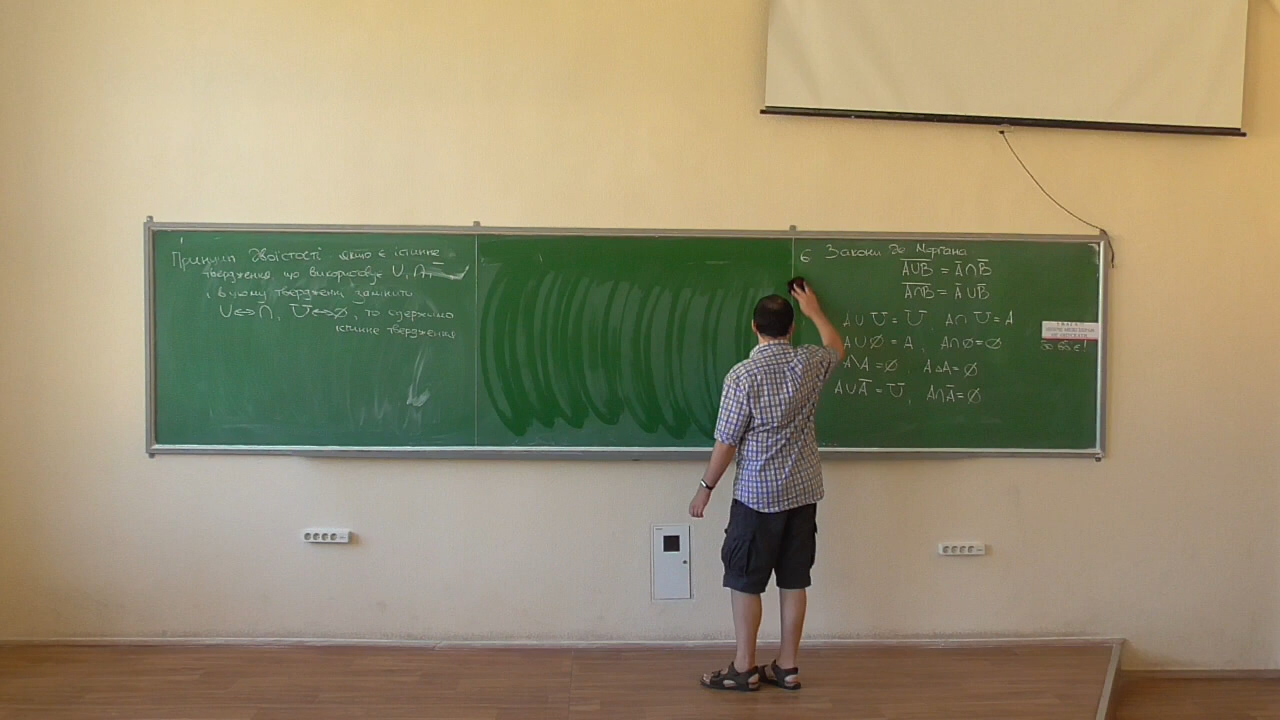 Принцип двоїстості якщо є істинне
твердження, що використовує ∪, ∩, ‾
і в цьому твердженні замінити
∪⇔∩, U⇔∅, то одержимо
істинне твердження
6 Закони де Моргана
A̅∪̅B̅ = A̅∩B̅
A̅∩̅B̅ = A̅∪B̅
A∪U = U, A∩U = A
A∪∅ = A, A∩∅ = ∅
A\A = ∅, A△A = ∅
A∪A̅ = U, A∩A̅ = ∅